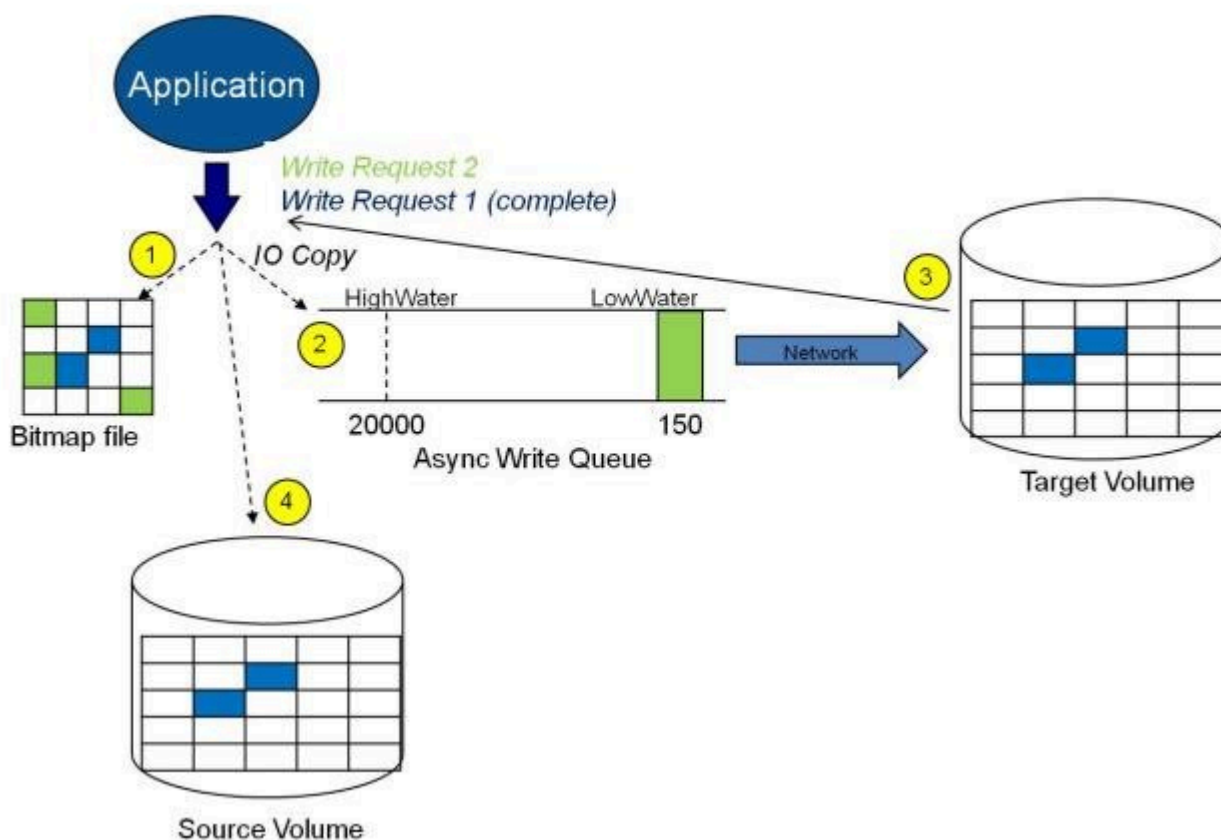 Application
Write Request 2
Write Request 1 (complete)
1
IO Copy
3
HighWater
LowWater
2
Network
20000
150
Bitmap file
Async Write Queue
Target Volume
4
Source Volume